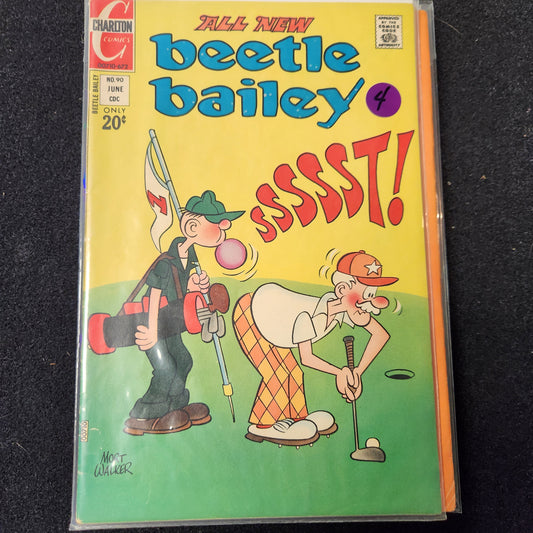 CHARLTON
COMICS
BEETLE BAILEY
NO. 90
JUNE
CDC
ONLY
20¢
ALL NEW
beetle
bailey
APPROVED
BY THE
COMICS
CODE
AUTHORITY
4
SSSSSST!
MORT
WALKER